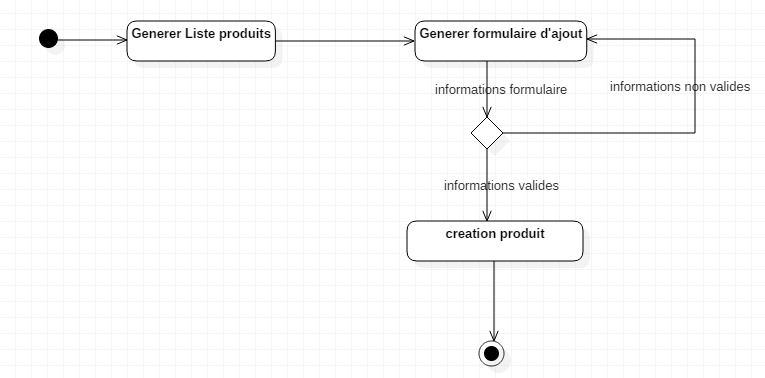 Generer Liste produits
Generer formulaire d'ajout
informations formulaire
informations non valides
informations valides
creation produit